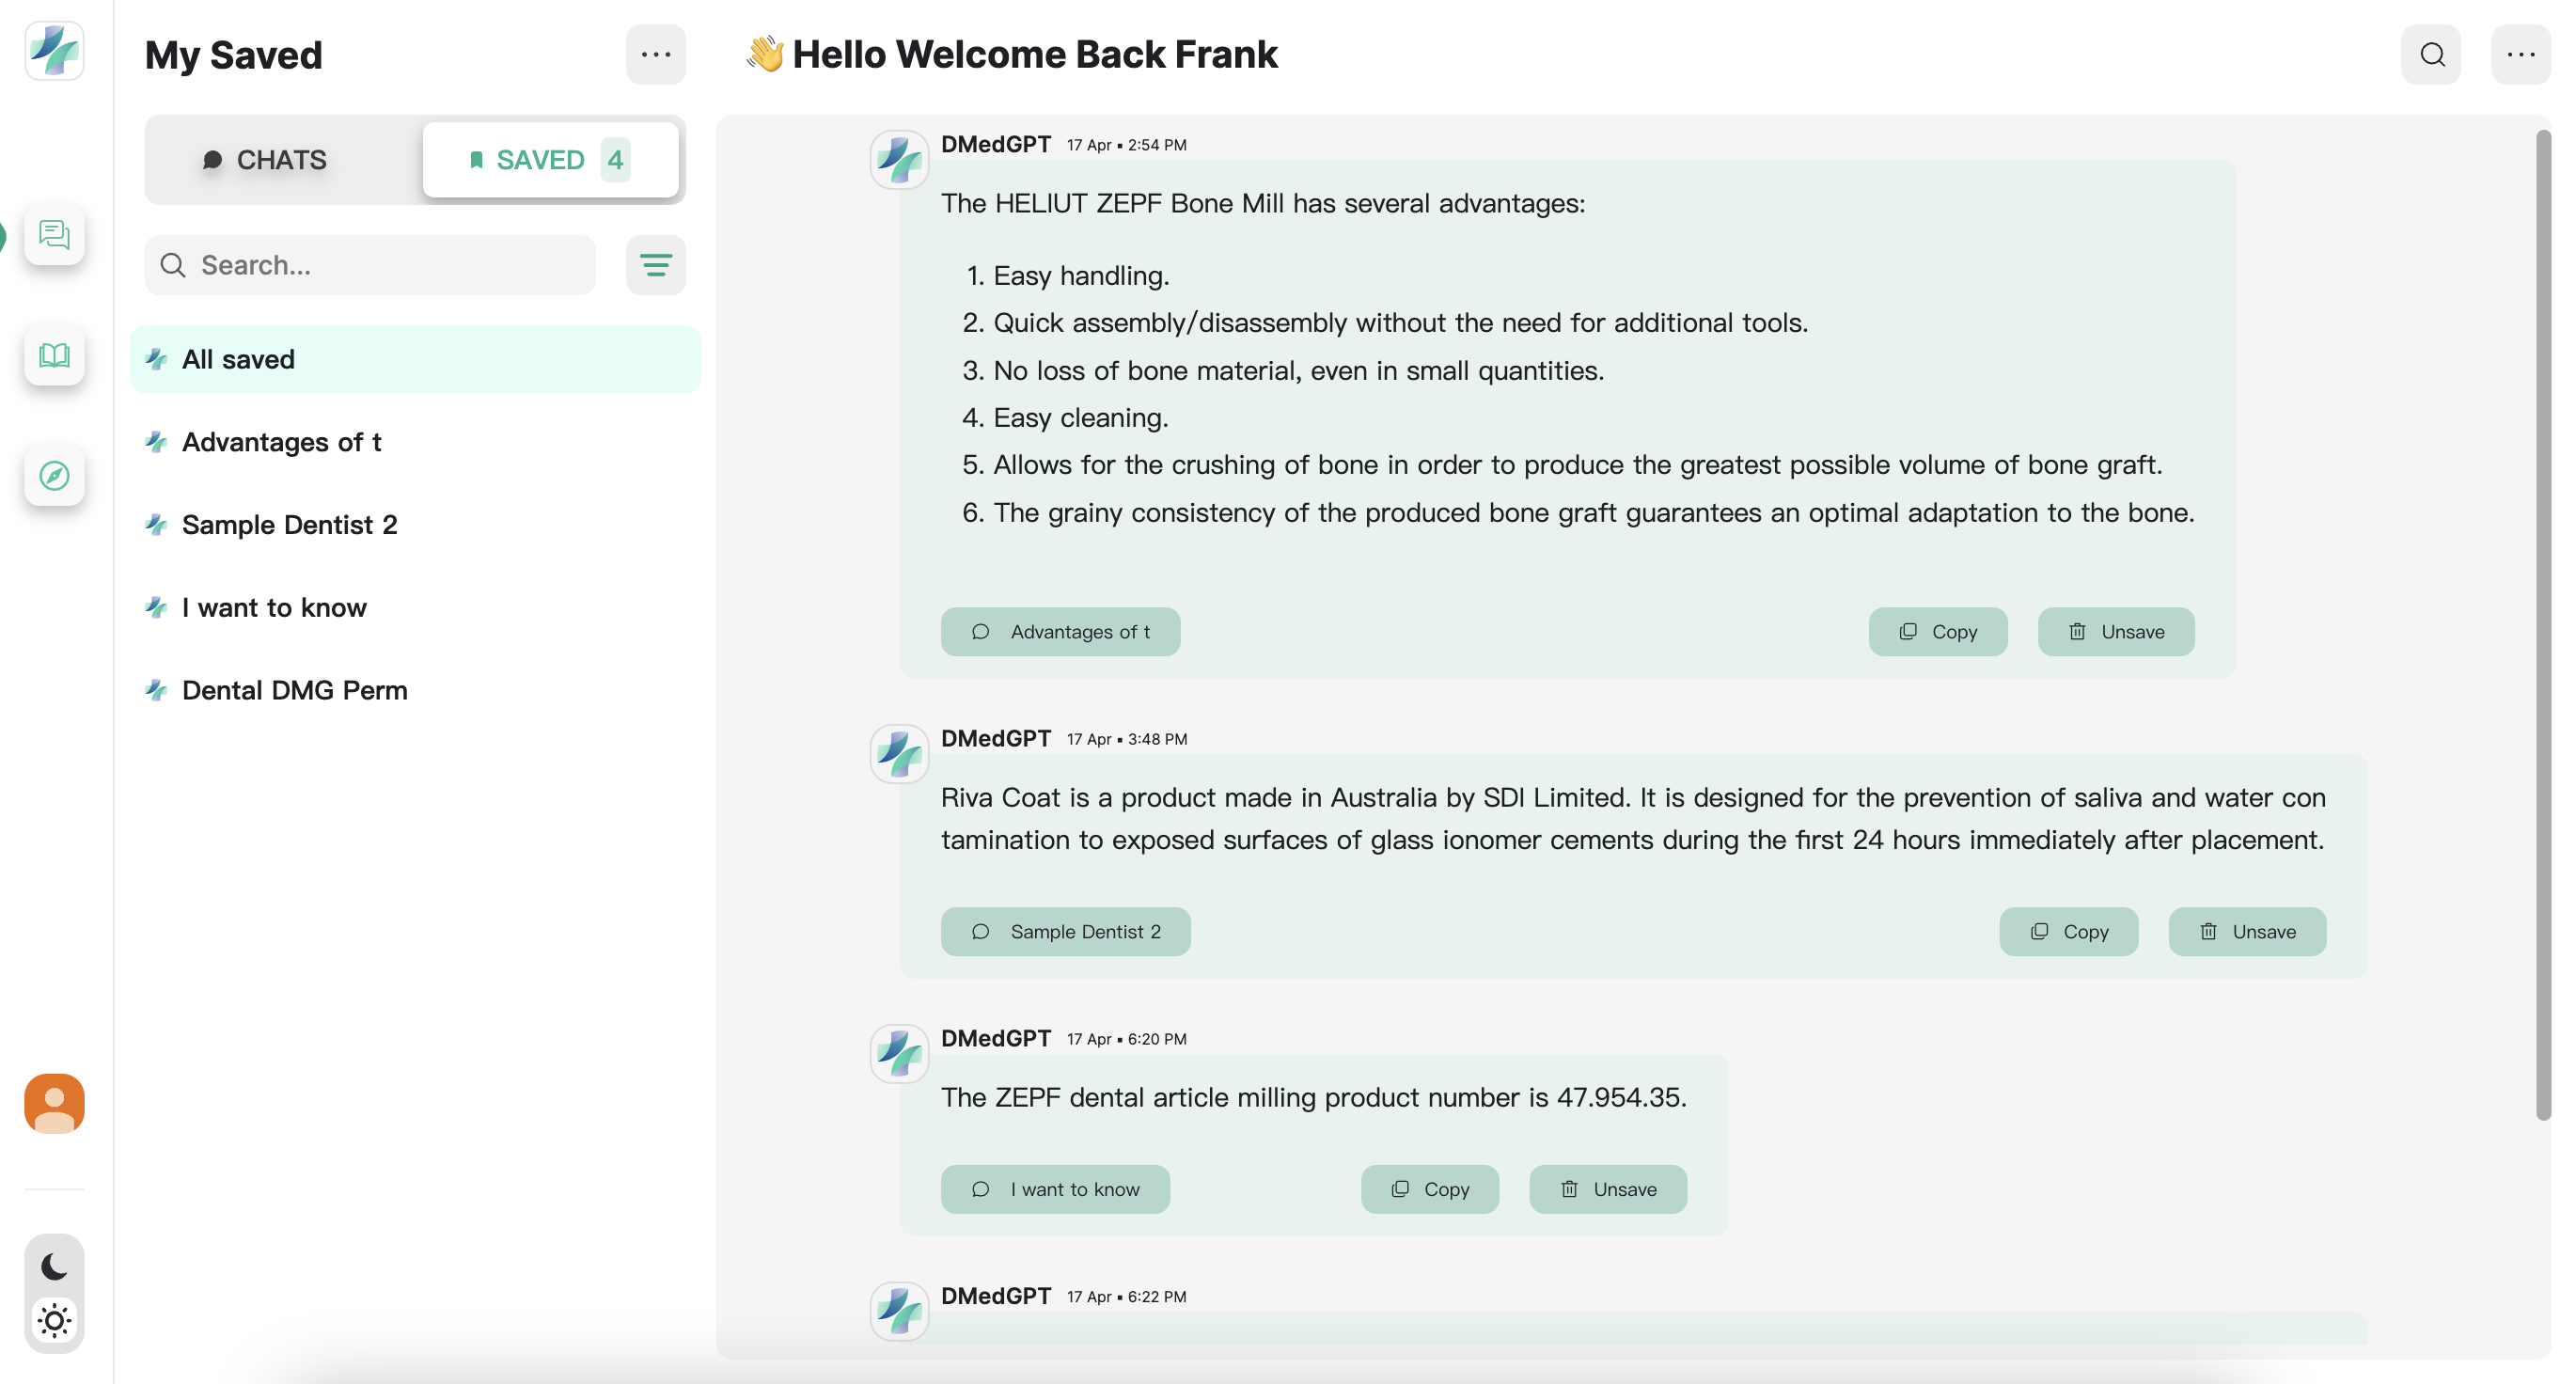 My Saved
CHATS
SAVED 4
Search...
All saved
Advantages of t
Sample Dentist 2
I want to know
Dental DMG Perm
👋 Hello Welcome Back Frank
DMedGPT 17 Apr ▪ 2:54 PM
The HELIUT ZEPF Bone Mill has several advantages:
1. Easy handling.
2. Quick assembly/disassembly without the need for additional tools.
3. No loss of bone material, even in small quantities.
4. Easy cleaning.
5. Allows for the crushing of bone in order to produce the greatest possible volume of bone graft.
6. The grainy consistency of the produced bone graft guarantees an optimal adaptation to the bone.
Advantages of t Copy Unsave
DMedGPT 17 Apr ▪ 3:48 PM
Riva Coat is a product made in Australia by SDI Limited. It is designed for the prevention of saliva and water con
tamination to exposed surfaces of glass ionomer cements during the first 24 hours immediately after placement.
Sample Dentist 2 Copy Unsave
DMedGPT 17 Apr ▪ 6:20 PM
The ZEPF dental article milling product number is 47.954.35.
I want to know Copy Unsave
DMedGPT 17 Apr ▪ 6:22 PM